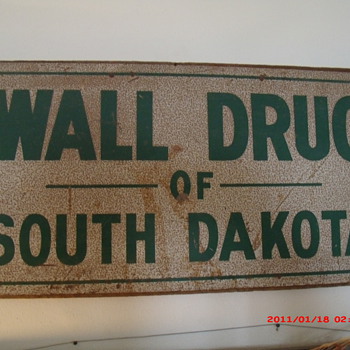 WALL DRUG
OF
SOUTH DAKOTA
2011/01/18 02